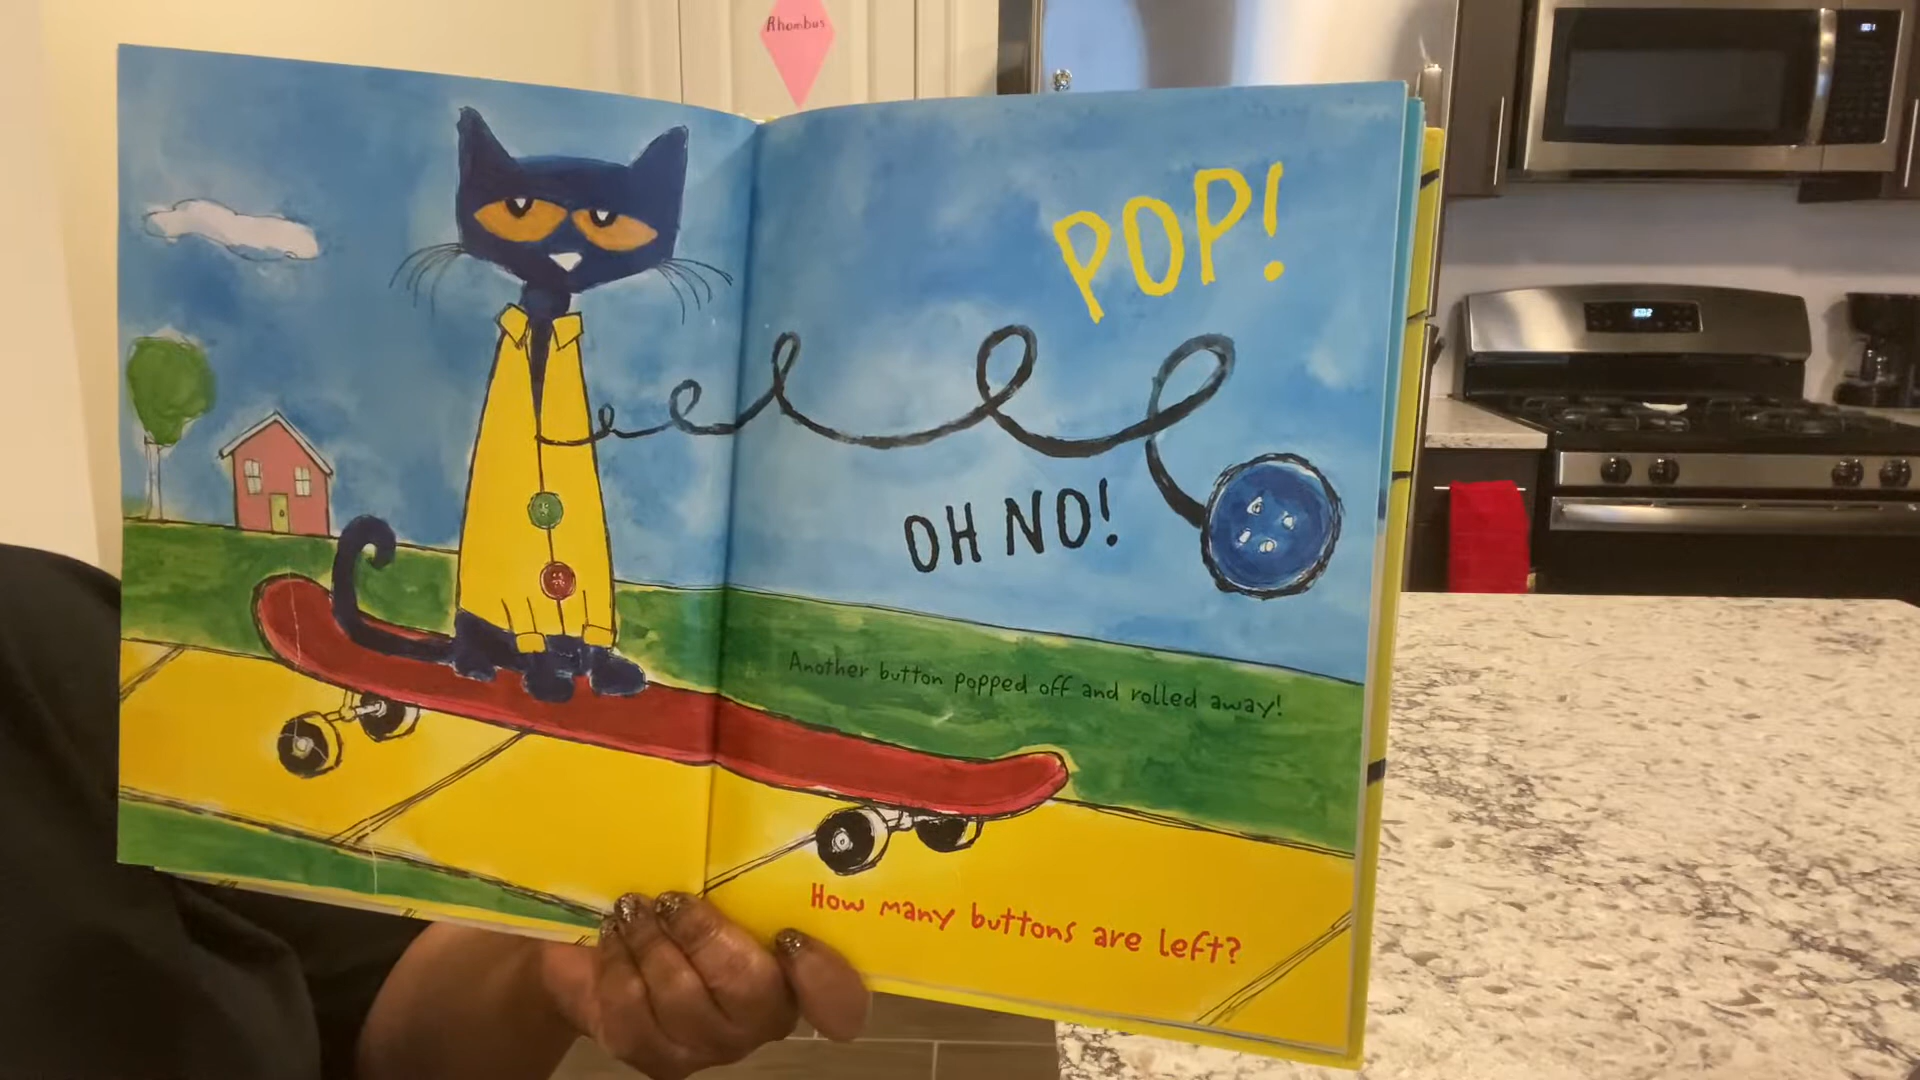 Rhombus
POP!
OH NO!
Another button popped off and rolled away!
How many buttons are left?